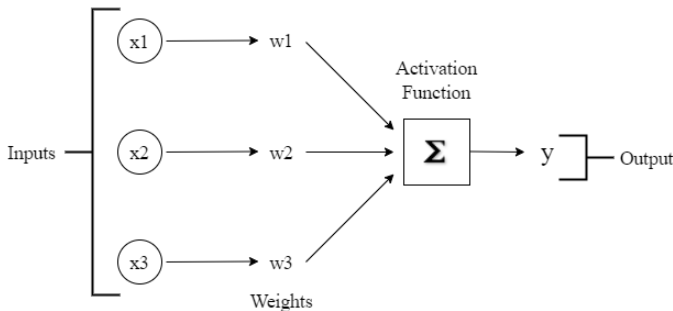 x1
w1
Activation
Function
Inputs
x2
w2
Σ
y
Output
x3
w3
Weights